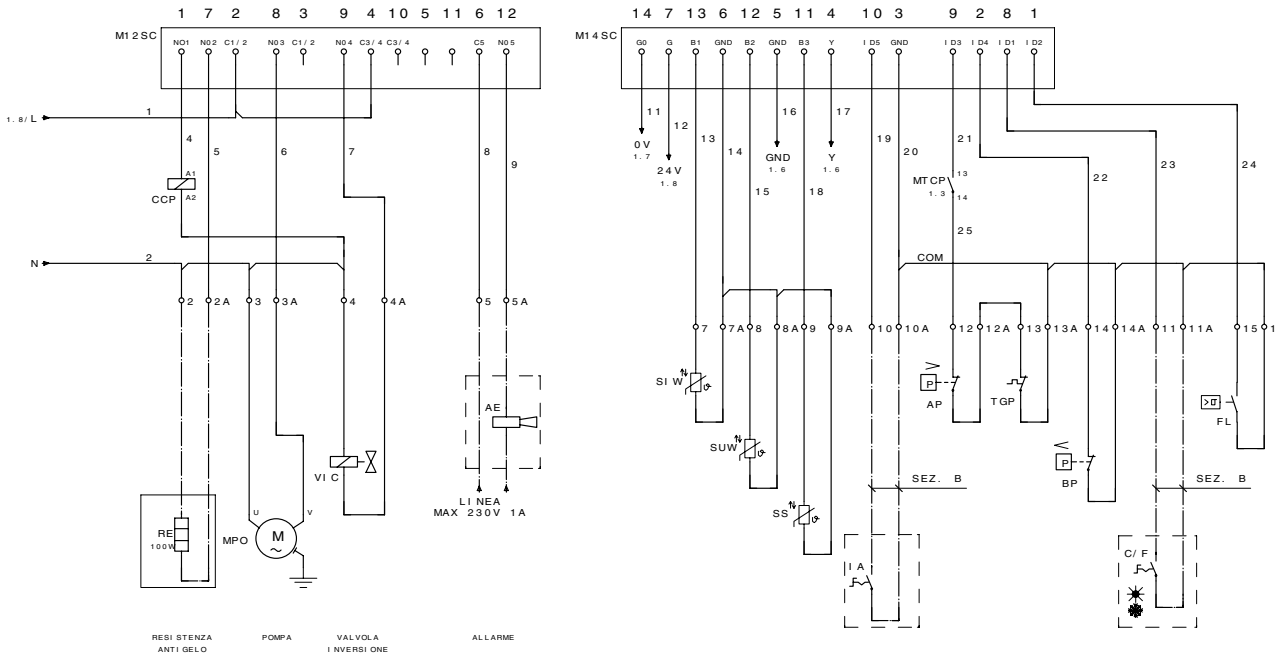 1 7 2 8 3 9 4 10 5 11 6 12
14 7 13 6 12 5 11 4 10 3 9 2 8 1
M12SC
NO1 NO2 C1/2 NO3 C1/2 NO4 C3/4 C3/4 C5 NO5
M14SC
G0 G B1 GND B2 GND B3 Y ID5 GND ID3 ID4 ID1 ID2
1.8/L
1
4 5 6 7 8 9
11 12 13 14 15 16 17 18 19 20 21 22 23 24
0V
1.7
24V
1.8
GND
1.6
Y
1.6
A1
CCP
A2
MTCP
1.3
13
14
25
N
2
COM
2 2A 3 3A 4 4A 5 5A
7 7A 8 8A 9 9A 10 10A 12 12A 13 13A 14 14A 11 11A 15 1
SIW
SUW
SS
P
AP
TGP
P
BP
FL
AE
VIC
LINEA
MAX 230V 1A
SEZ. B
SEZ. B
RE
100W
MPO
U V
M
~
IA
C/F
RESISTENZA
ANTIGELO
POMPA
VALVOLA
INVERSIONE
ALLARME